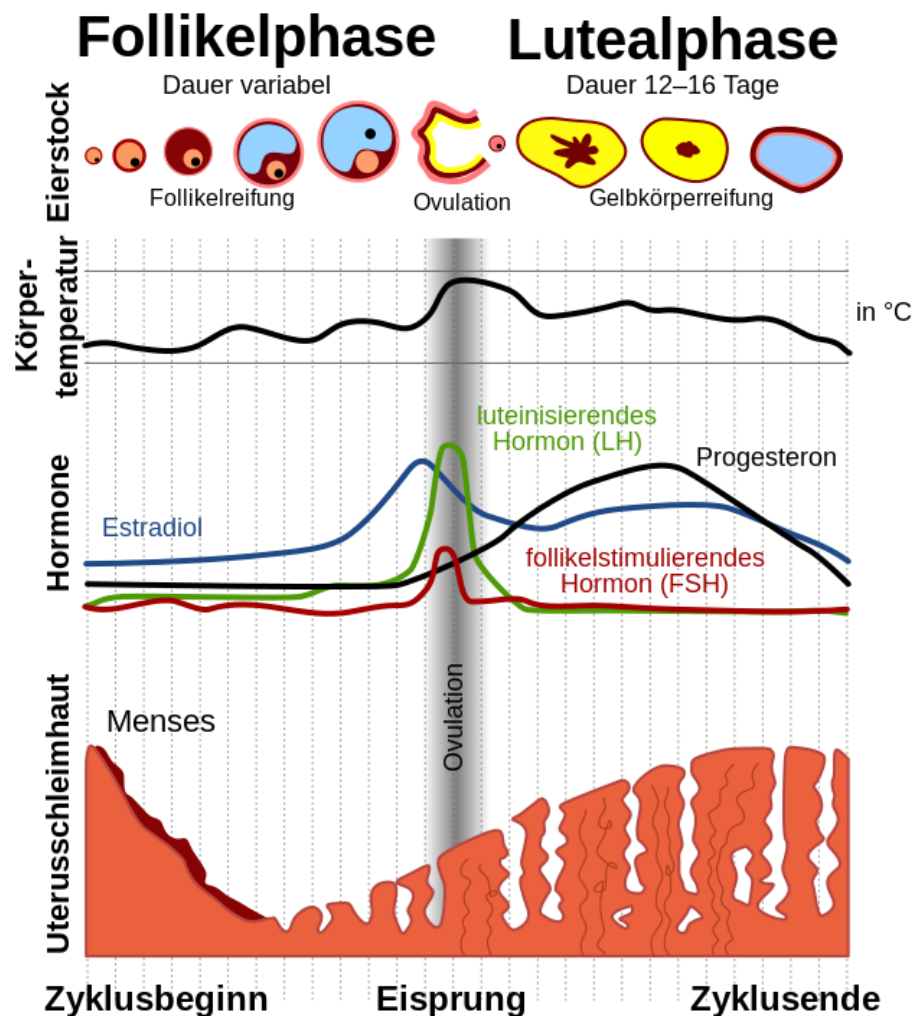 Follikelphase
Lutealphase
Dauer variabel
Dauer 12–16 Tage
Eierstock
Follikelreifung
Ovulation
Gelbkörperreifung
Körper-
temperatur
in °C
Hormone
luteinisierendes
Hormon (LH)
Progesteron
Estradiol
follikelstimulierendes
Hormon (FSH)
Uterusschleimhaut
Menses
Ovulation
Zyklusbeginn
Eisprung
Zyklusende